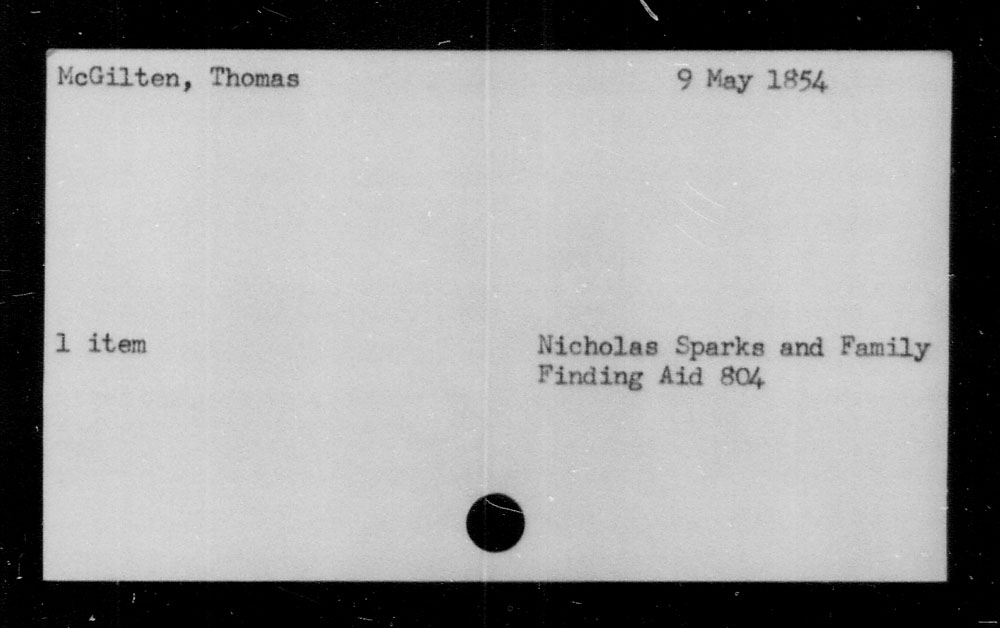 McGilten, Thomas 9 May 1854
1 item Nicholas Sparks and Family
Finding Aid 804